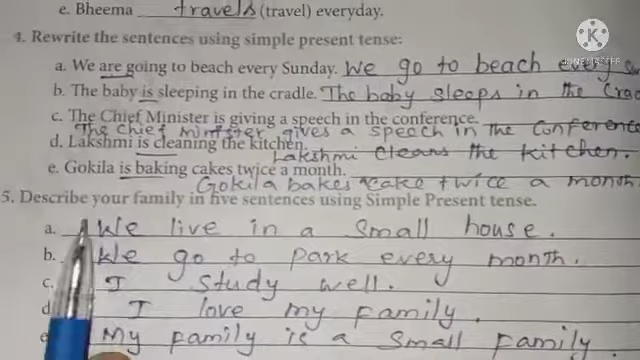 e. Bheema travels (travel) everyday.
4. Rewrite the sentences using simple present tense:
a. We are going to beach every Sunday. We go to beach every
b. The baby is sleeping in the cradle. The baby sleeps in the Crad
c. The Chief Minister is giving a speech in the conference.
The Chief Minister gives a speech in the Conference
d. Lakshmi is cleaning the kitchen.
Lakshmi cleans the kitchen.
e. Gokila is baking cakes twice a month.
Gokila bakes cake twice a month.
5. Describe your family in five sentences using Simple Present tense.
a. We live in a small house.
b. We go to park every month.
c. I study well.
d. I love my family.
e. My family is a small family.